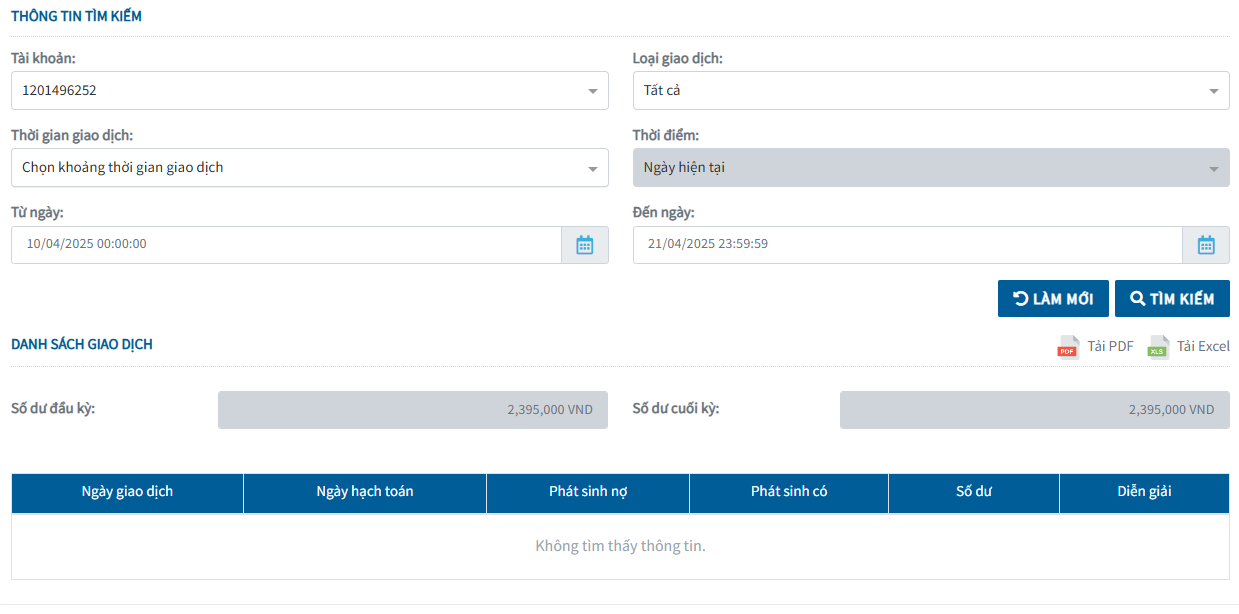 THÔNG TIN TÌM KIẾM
Tài khoản:
Loại giao dịch:
1201496252
Tất cả
Thời gian giao dịch:
Thời điểm:
Chọn khoảng thời gian giao dịch
Ngày hiện tại
Từ ngày:
Đến ngày:
10/04/2025 00:00:00
21/04/2025 23:59:59
LÀM MỚI
TÌM KIẾM
DANH SÁCH GIAO DỊCH
PDF
Tải PDF
XLS
Tải Excel
Số dư đầu kỳ:
2,395,000 VND
Số dư cuối kỳ:
2,395,000 VND
Ngày giao dịch
Ngày hạch toán
Phát sinh nợ
Phát sinh có
Số dư
Diễn giải
Không tìm thấy thông tin.